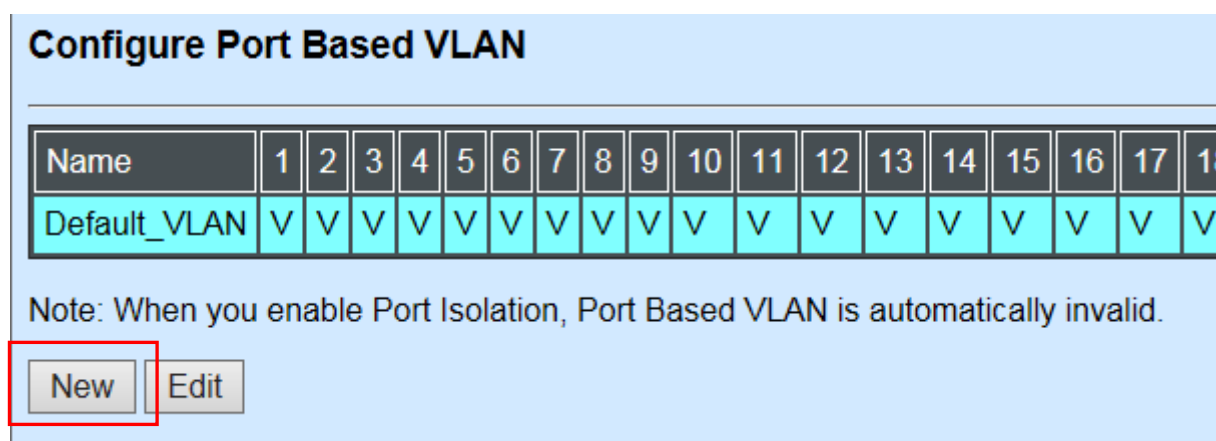 Configure Port Based VLAN
Name 1 2 3 4 5 6 7 8 9 10 11 12 13 14 15 16 17
Default_VLAN V V V V V V V V V V V V V V V V V V
Note: When you enable Port Isolation, Port Based VLAN is automatically invalid.
New Edit